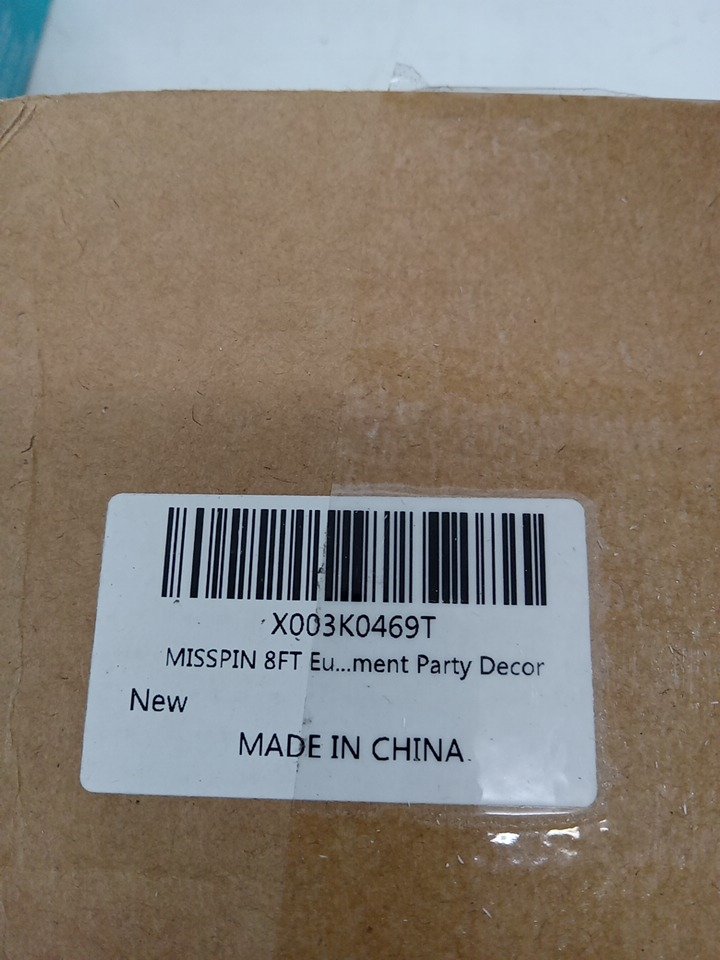 X003K0469T
MISSPIN 8FT Eu...ment Party Decor
New
MADE IN CHINA